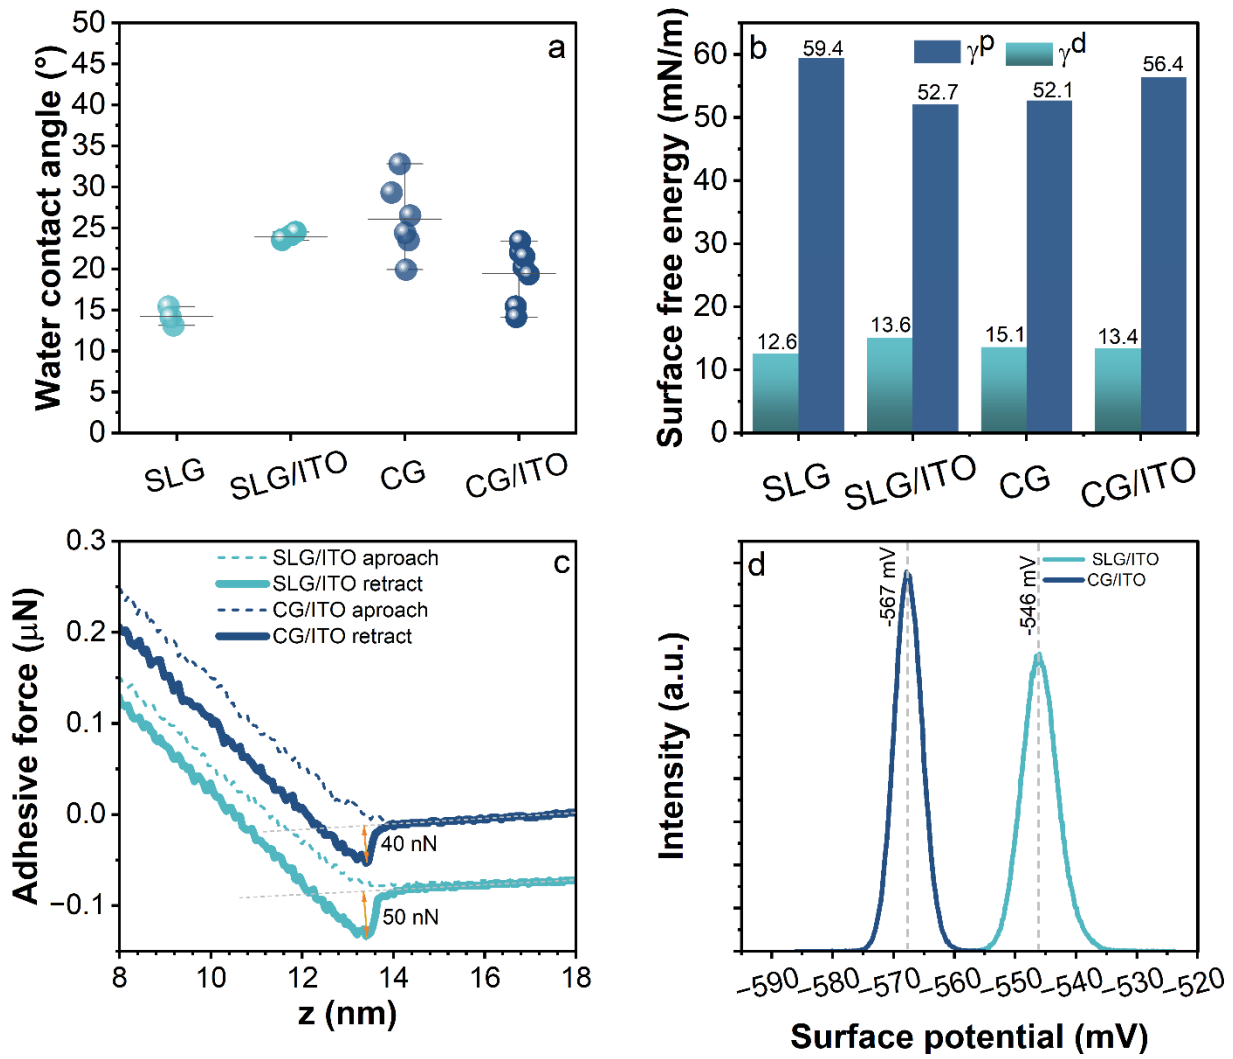 a
Water contact angle (°)
50
45
40
35
30
25
20
15
10
5
0
SLG
SLG/ITO
CG
CG/ITO
b
γp
γd
Surface free energy (mN/m)
60
50
40
30
20
10
0
12.6
59.4
13.6
52.7
15.1
52.1
13.4
56.4
SLG
SLG/ITO
CG
CG/ITO
c
SLG/ITO aproach
SLG/ITO retract
CG/ITO aproach
CG/ITO retract
Adhesive force (μN)
0.3
0.2
0.1
0.0
−0.1
40 nN
50 nN
8
10
12
14
16
18
z (nm)
d
SLG/ITO
CG/ITO
-567 mV
-546 mV
Intensity (a.u.)
−590
−580
−570
−560
−550
−540
−530
−520
Surface potential (mV)